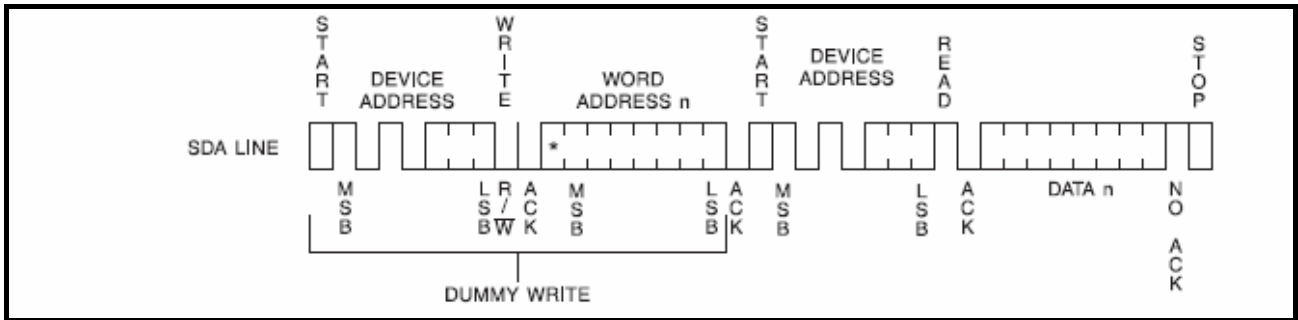 START
DEVICE ADDRESS
WRITE
WORD ADDRESS n
START
DEVICE ADDRESS
READ
STOP
SDA LINE
*
MSB
LSB
R/W
ACK
MSB
LSB
ACK
MSB
LSB
ACK
DATA n
NO ACK
DUMMY WRITE